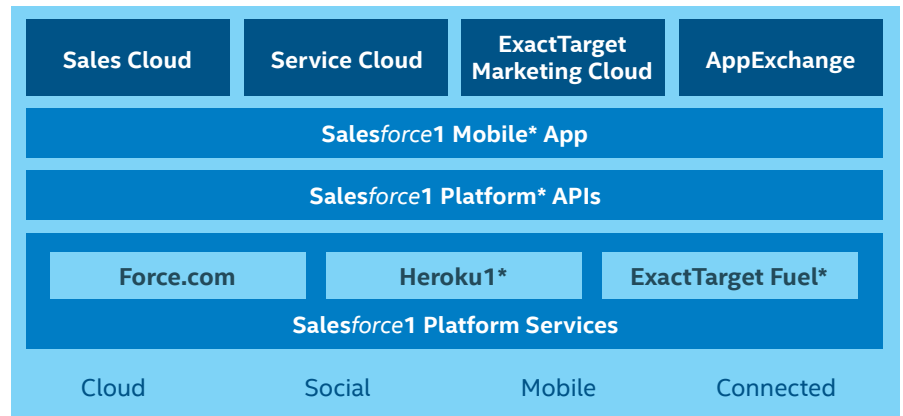 Sales Cloud
Service Cloud
ExactTarget
Marketing Cloud
AppExchange
Salesforce1 Mobile* App
Salesforce1 Platform* APIs
Force.com
Heroku1*
ExactTarget Fuel*
Salesforce1 Platform Services
Cloud
Social
Mobile
Connected